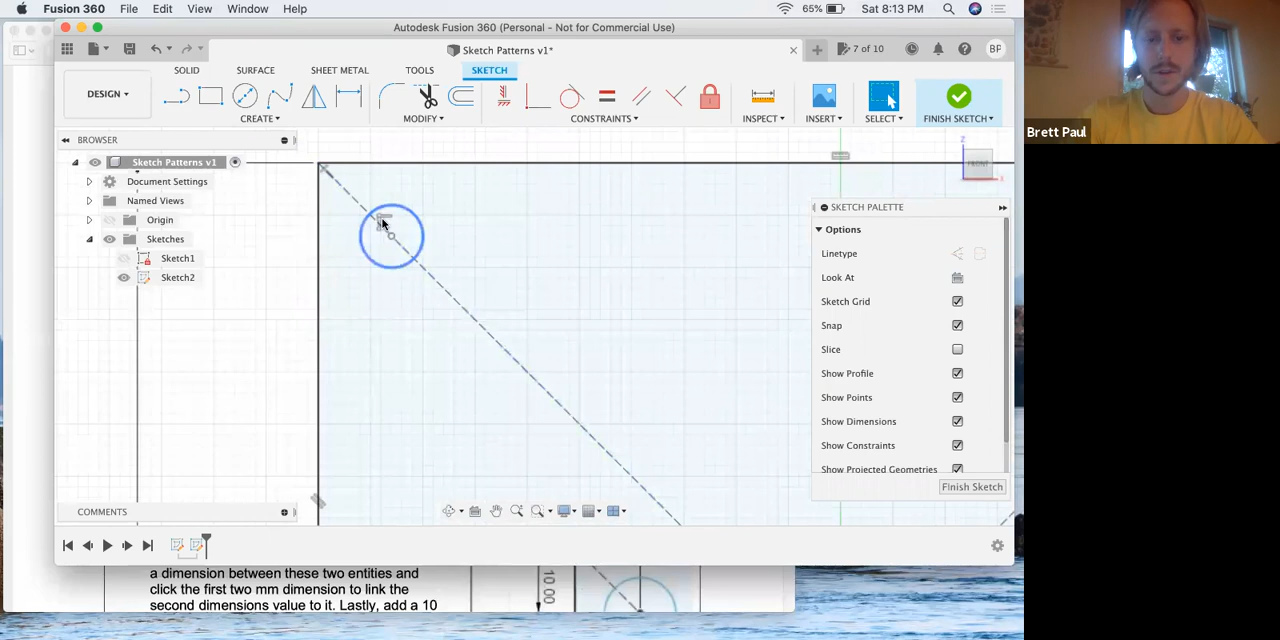 Fusion 360 File Edit View Window Help 65% Sat 8:13 PM
Autodesk Fusion 360 (Personal - Not for Commercial Use)
Sketch Patterns v1* 7 of 10 BP
SOLID SURFACE SHEET METAL TOOLS SKETCH
DESIGN
CREATE MODIFY CONSTRAINTS INSPECT INSERT SELECT FINISH SKETCH
Brett Paul
BROWSER
Sketch Patterns v1
Document Settings
Named Views
Origin
Sketches
Sketch1
Sketch2
Z
FRONT
X
SKETCH PALETTE
Options
Linetype
Look At
Sketch Grid
Snap
Slice
Show Profile
Show Points
Show Dimensions
Show Constraints
Show Projected Geometries
Finish Sketch
COMMENTS
a dimension between these two entities and
click the first two mm dimension to link the
second dimensions value to it. Lastly, add a 10
10.00